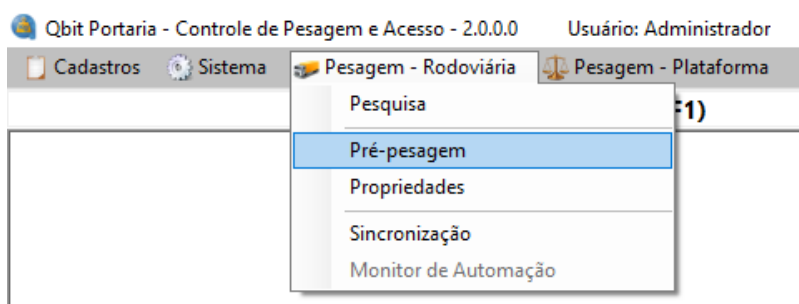 Qbit Portaria - Controle de Pesagem e Acesso - 2.0.0.0 Usuário: Administrador
Cadastros Sistema Pesagem - Rodoviária Pesagem - Plataforma
Pesquisa
F1)
Pré-pesagem
Propriedades
Sincronização
Monitor de Automação